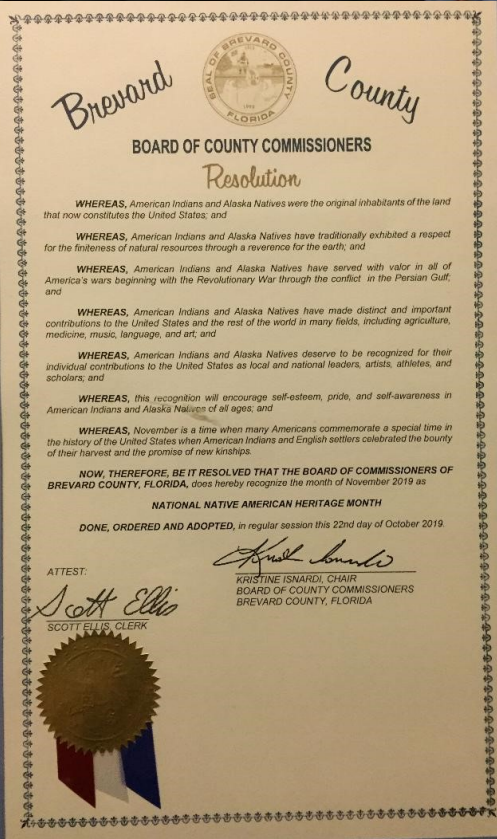 Brevard County
SEAL OF BREVARD COUNTY
FLORIDA
BOARD OF COUNTY COMMISSIONERS
Resolution
WHEREAS, American Indians and Alaska Natives were the original inhabitants of the land
that now constitutes the United States; and
WHEREAS, American Indians and Alaska Natives have traditionally exhibited a respect
for the finiteness of natural resources through a reverence for the earth; and
WHEREAS, American Indians and Alaska Natives have served with valor in all of
America's wars beginning with the Revolutionary War through the conflict in the Persian Gulf;
and
WHEREAS, American Indians and Alaska Natives have made distinct and important
contributions to the United States and the rest of the world in many fields, including agriculture,
medicine, music, language, and art; and
WHEREAS, American Indians and Alaska Natives deserve to be recognized for their
individual contributions to the United States as local and national leaders, artists, athletes, and
scholars; and
WHEREAS, this recognition will encourage self-esteem, pride, and self-awareness in
American Indians and Alaska Natives of all ages; and
WHEREAS, November is a time when many Americans commemorate a special time in
the history of the United States when American Indians and English settlers celebrated the bounty
of their harvest and the promise of new kinships.
NOW, THEREFORE, BE IT RESOLVED THAT THE BOARD OF COMMISSIONERS OF
BREVARD COUNTY, FLORIDA, does hereby recognize the month of November 2019 as
NATIONAL NATIVE AMERICAN HERITAGE MONTH
DONE, ORDERED AND ADOPTED, in regular session this 22nd day of October 2019.
ATTEST:
KRISTINE ISNARDI, CHAIR
BOARD OF COUNTY COMMISSIONERS
BREVARD COUNTY, FLORIDA
Scott Ellis
SCOTT ELLIS, CLERK